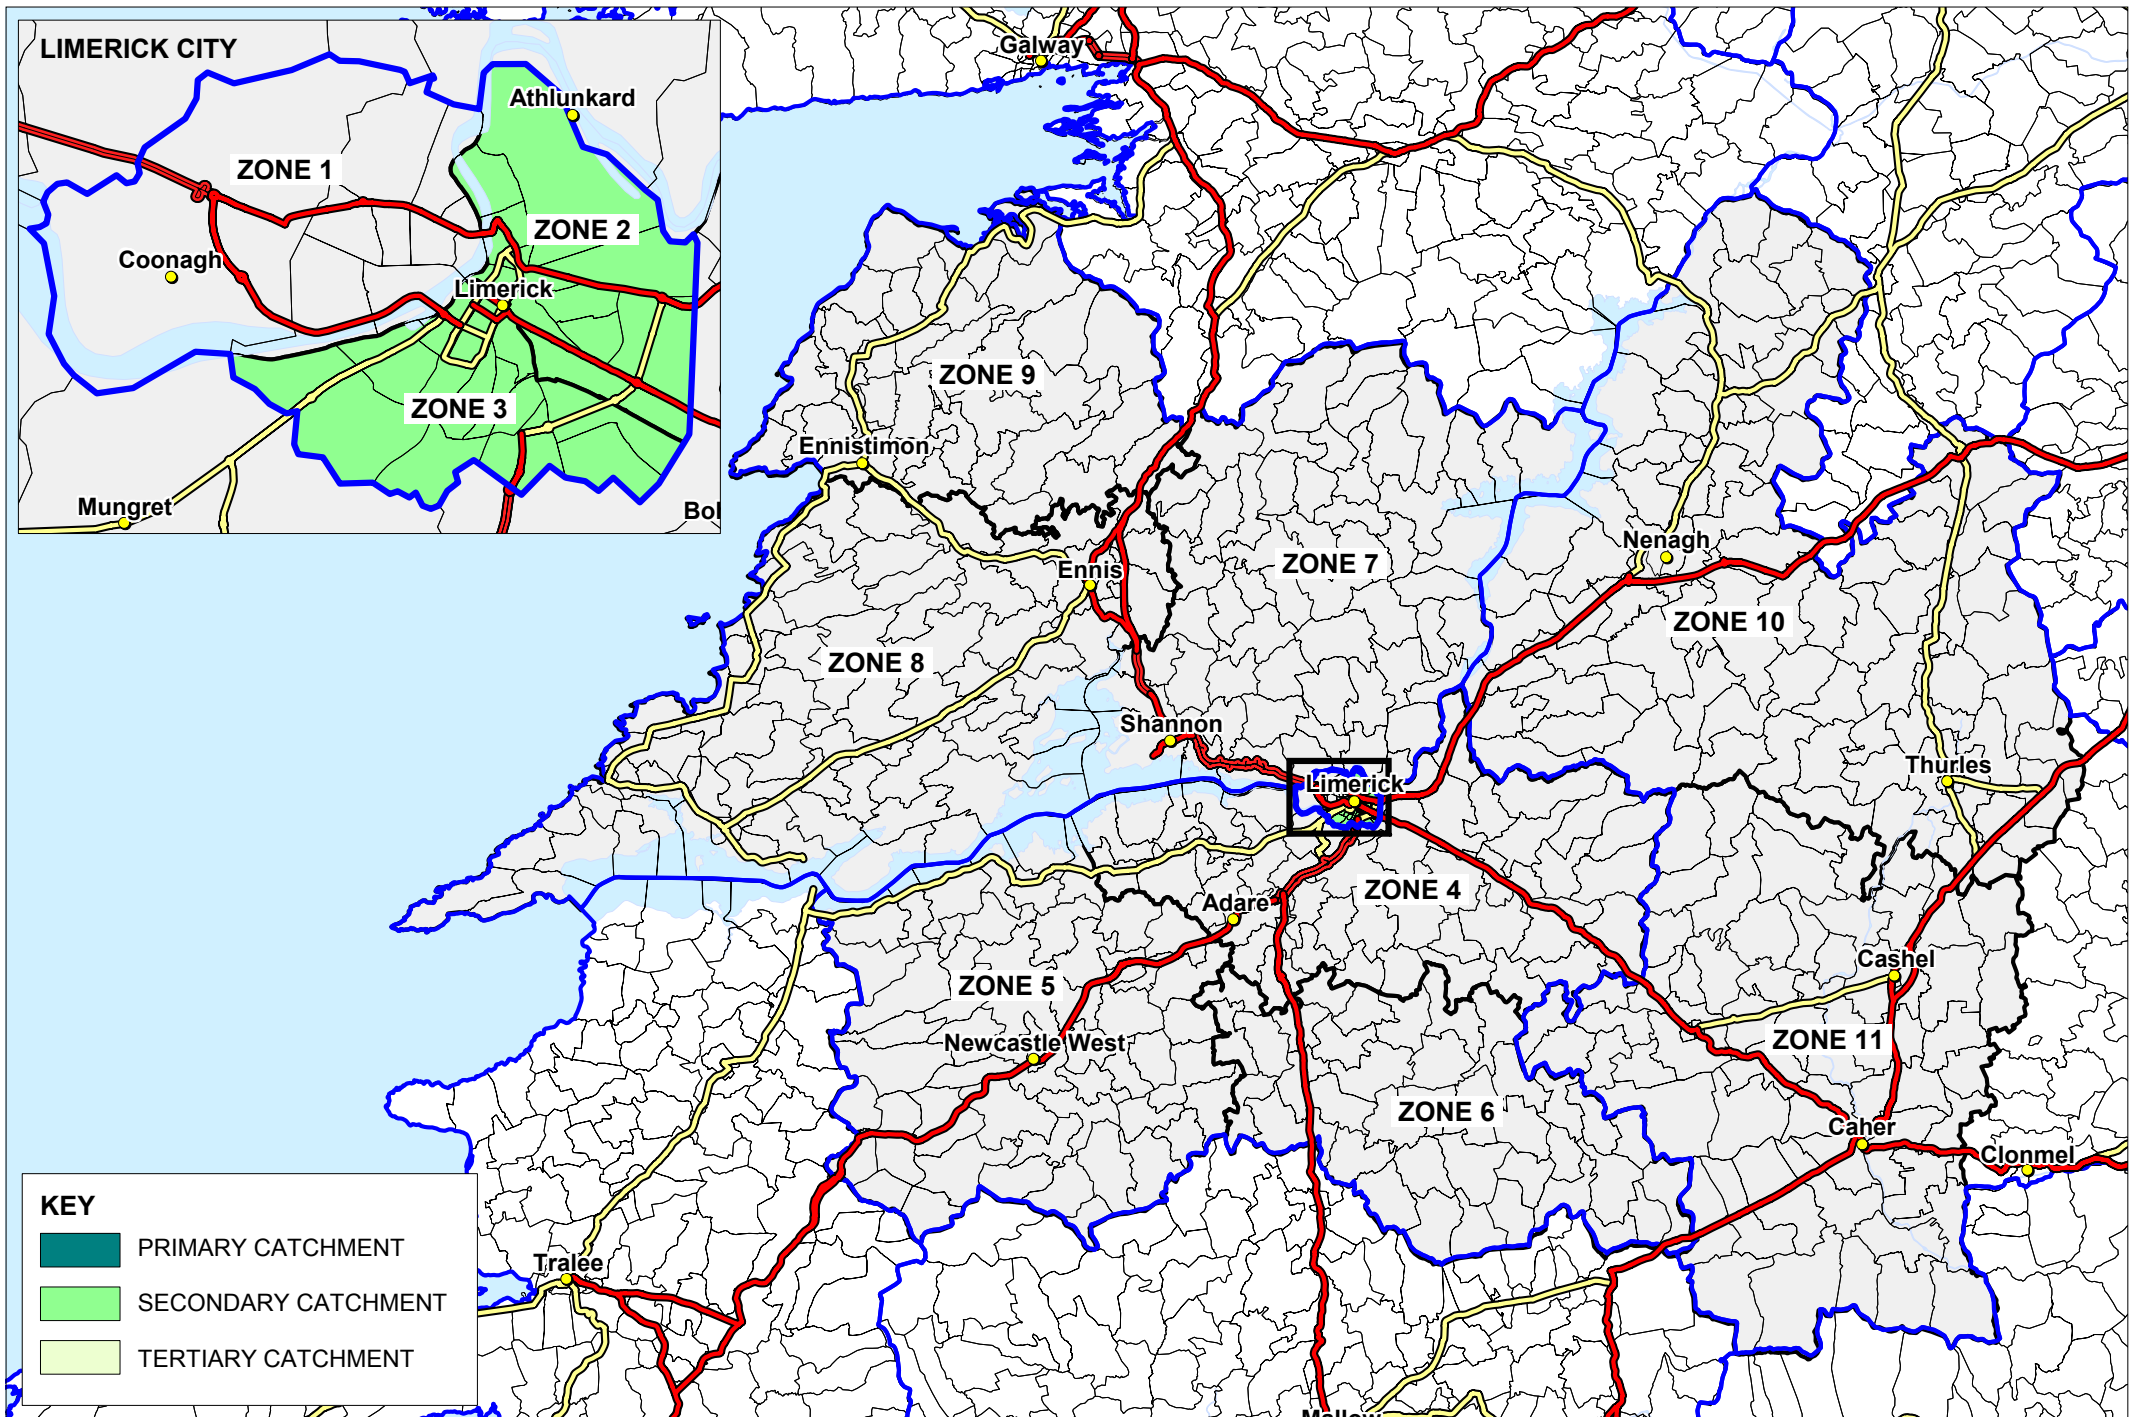 LIMERICK CITY
Athlunkard
ZONE 1
ZONE 2
Coonagh
Limerick
ZONE 3
Mungret
Galway
ZONE 9
Ennistimon
Ennis
ZONE 7
Nenagh
ZONE 10
ZONE 8
Shannon
Limerick
Thurles
Adare
ZONE 4
Cashel
ZONE 5
ZONE 11
Newcastle West
ZONE 6
Caher
Clonmel
KEY
PRIMARY CATCHMENT
SECONDARY CATCHMENT
TERTIARY CATCHMENT
Tralee